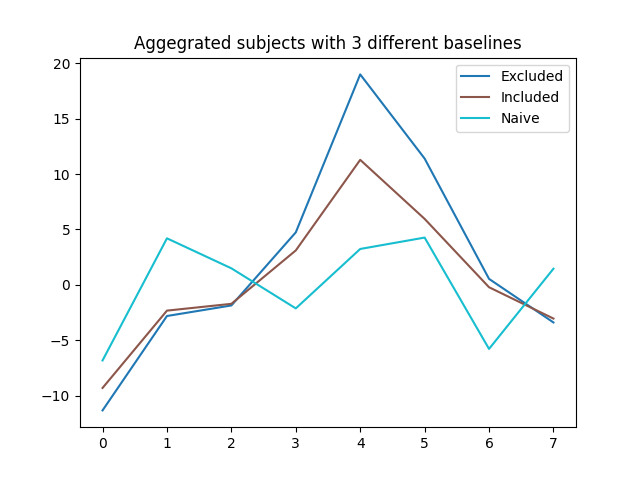 Aggegrated subjects with 3 different baselines
20
15
10
5
0
−5
−10
Excluded
Included
Naive
0 1 2 3 4 5 6 7